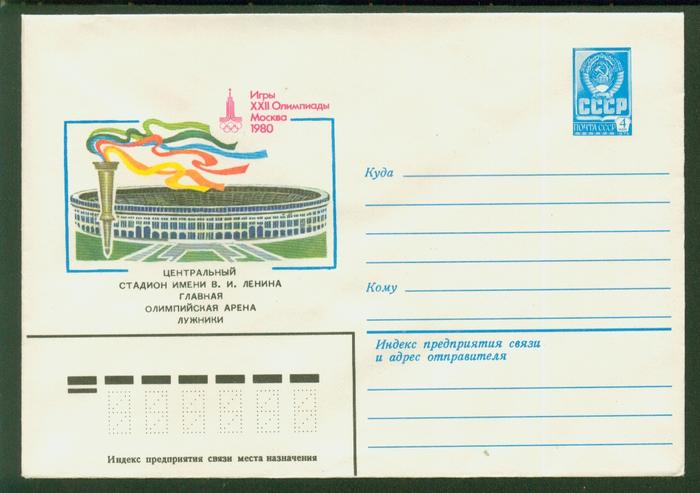 Игры
XXII Олимпиады
Москва
1980
СССР
ПОЧТА СССР 4
Куда
Кому
ЦЕНТРАЛЬНЫЙ
СТАДИОН ИМЕНИ В. И. ЛЕНИНА
ГЛАВНАЯ
ОЛИМПИЙСКАЯ АРЕНА
ЛУЖНИКИ
Индекс предприятия связи
и адрес отправителя
Индекс предприятия связи места назначения